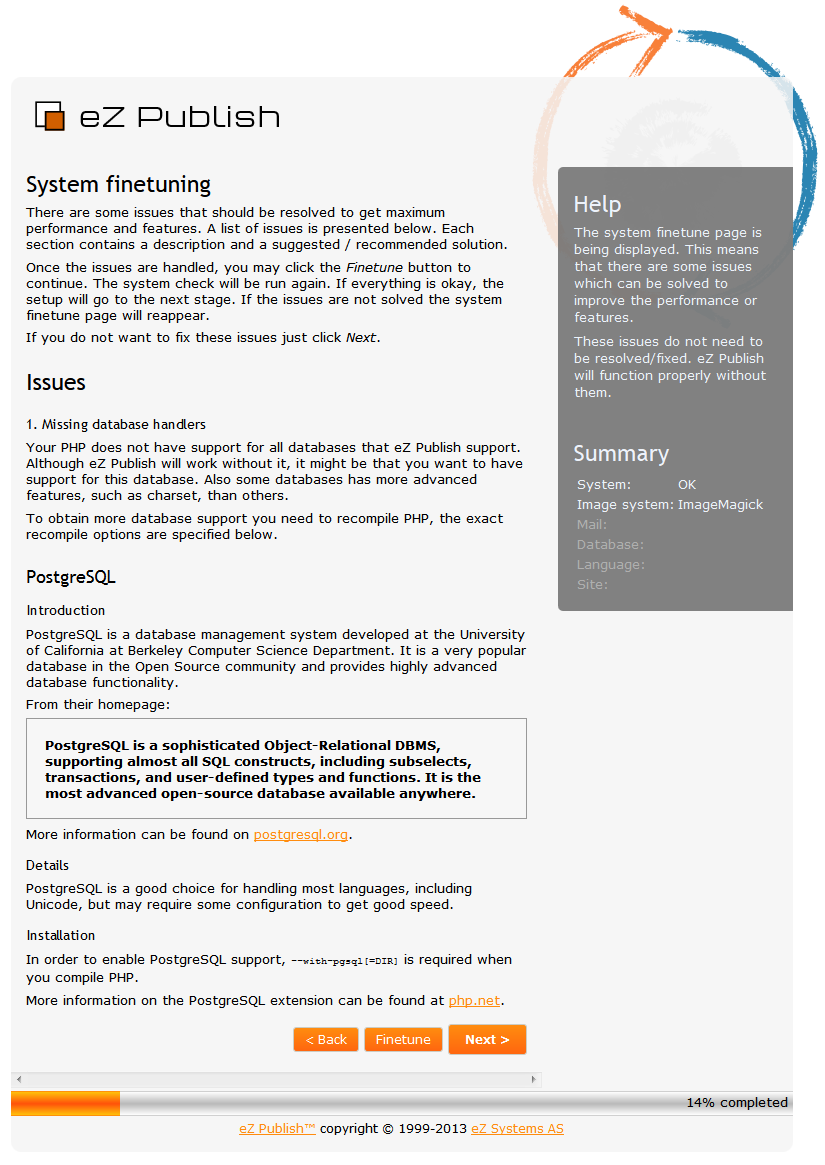 eZ Publish
System finetuning
There are some issues that should be resolved to get maximum
performance and features. A list of issues is presented below. Each
section contains a description and a suggested / recommended solution.
Once the issues are handled, you may click the Finetune button to
continue. The system check will be run again. If everything is okay, the
setup will go to the next stage. If the issues are not solved the system
finetune page will reappear.
If you do not want to fix these issues just click Next.
Issues
1. Missing database handlers
Your PHP does not have support for all databases that eZ Publish support.
Although eZ Publish will work without it, it might be that you want to have
support for this database. Also some databases has more advanced
features, such as charset, than others.
To obtain more database support you need to recompile PHP, the exact
recompile options are specified below.
PostgreSQL
Introduction
PostgreSQL is a database management system developed at the University
of California at Berkeley Computer Science Department. It is a very popular
database in the Open Source community and provides highly advanced
database functionality.
From their homepage:
PostgreSQL is a sophisticated Object-Relational DBMS,
supporting almost all SQL constructs, including subselects,
transactions, and user-defined types and functions. It is the
most advanced open-source database available anywhere.
More information can be found on postgresql.org.
Details
PostgreSQL is a good choice for handling most languages, including
Unicode, but may require some configuration to get good speed.
Installation
In order to enable PostgreSQL support, --with-pgsql[=DIR] is required when
you compile PHP.
More information on the PostgreSQL extension can be found at php.net.
< Back Finetune Next >
Help
The system finetune page is
being displayed. This means
that there are some issues
which can be solved to
improve the performance or
features.
These issues do not need to
be resolved/fixed. eZ Publish
will function properly without
them.
Summary
System: OK
Image system: ImageMagick
Mail:
Database:
Language:
Site:
14% completed
eZ Publish™ copyright © 1999-2013 eZ Systems AS